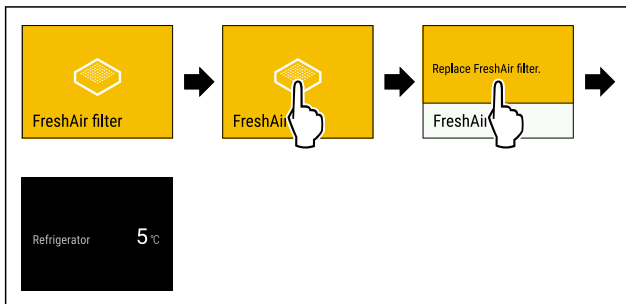 FreshAir filter
FreshAi
Replace FreshAir filter.
FreshAi
Refrigerator 5 °C